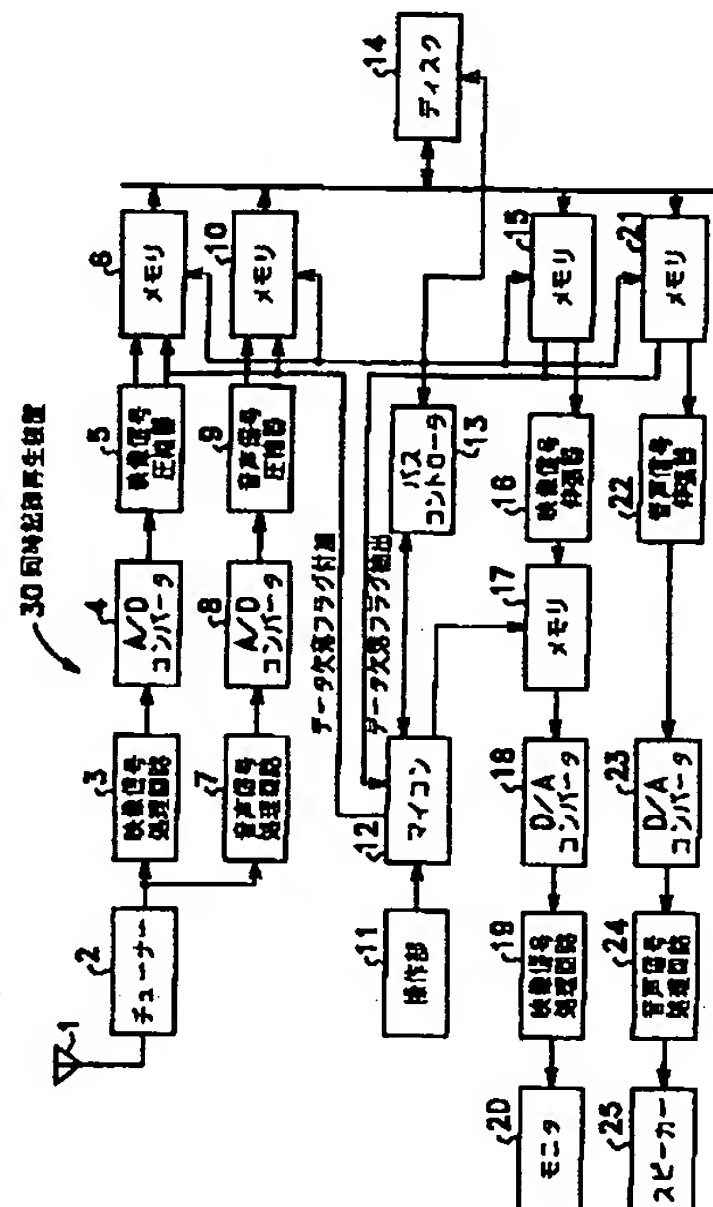 30 同時記録再生装置
1
2
チューナー
3
映像信号
処理回路
4
A/D
コンバータ
5
映像信号
圧縮器
6
メモリ
7
音声信号
処理回路
8
A/D
コンバータ
9
音声信号
圧縮器
10
メモリ
14
ディスク
データ欠落フラグ付加
データ欠落フラグ抽出
11
操作部
12
マイコン
13
バス
コントローラ
15
メモリ
16
映像信号
伸張器
17
メモリ
18
D/A
コンバータ
19
映像信号
処理回路
20
モニタ
21
メモリ
22
音声信号
伸張器
23
D/A
コンバータ
24
音声信号
処理回路
25
スピーカー